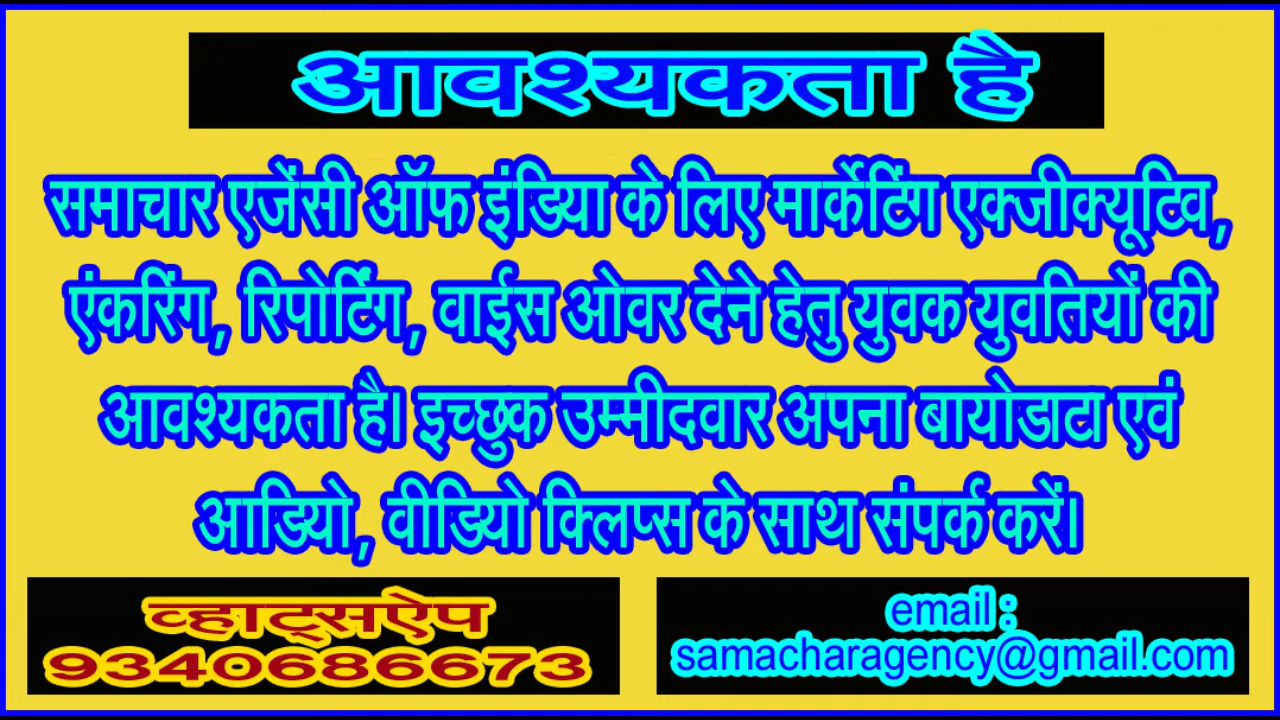 आवश्यकता है
समाचार एजेंसी ऑफ इंडिया के लिए मार्केटिंग एक्जीक्यूटिव,
एंकरिंग, रिपोर्टिंग, वाईस ओवर देने हेतु युवक युवतियों की
आवश्यकता है। इच्छुक उम्मीदवार अपना बायोडाटा एवं
आडियो, वीडियो क्लिप्स के साथ संपर्क करें।
व्हाट्सऐप
9340686673
email :
samacharagency@gmail.com